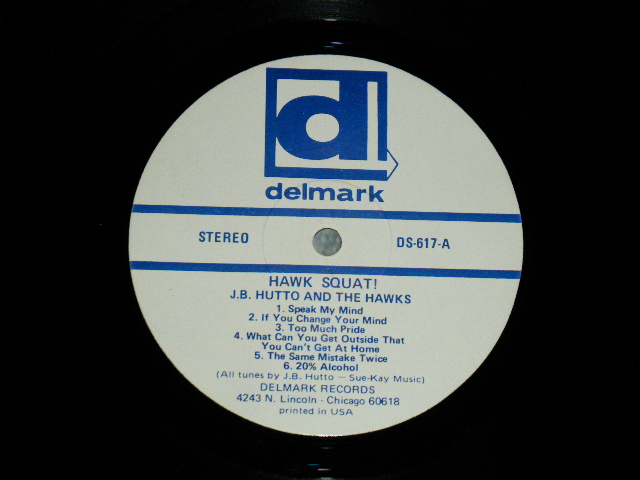 d
delmark
STEREO
DS-617-A
HAWK SQUAT!
J.B. HUTTO AND THE HAWKS
1. Speak My Mind
2. If You Change Your Mind
3. Too Much Pride
4. What Can You Get Outside That
You Can't Get At Home
5. The Same Mistake Twice
6. 20% Alcohol
(All tunes by J.B. Hutto — Sue-Kay Music)
DELMARK RECORDS
4243 N. Lincoln - Chicago 60618
printed in USA